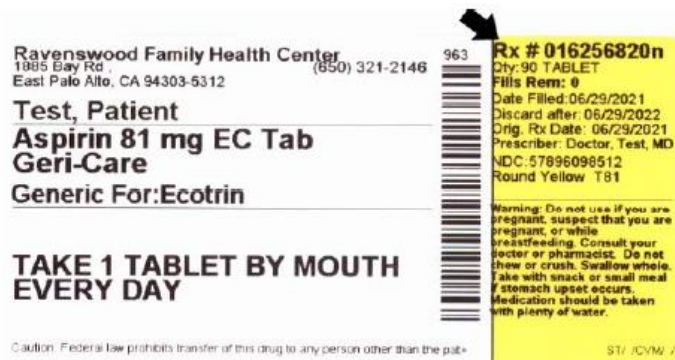 Ravenswood Family Health Center
1885 Bay Rd , (650) 321-2146
East Palo Alto, CA 94303-5312
Test, Patient
Aspirin 81 mg EC Tab
Geri-Care
Generic For:Ecotrin
TAKE 1 TABLET BY MOUTH
EVERY DAY
Caution: Federal law prohibits transfer of this drug to any person other than the pat
963
Rx # 016256820n
Qty:90 TABLET
Fills Rem: 0
Date Filled:06/29/2021
Discard after:06/29/2022
Orig. Rx Date: 06/29/2021
Prescriber: Doctor, Test, MD
NDC:57896098512
Round Yellow T81
Warning: Do not use if you are
pregnant, suspect that you are
pregnant, or while
breastfeeding. Consult your
doctor or pharmacist. Do not
chew or crush. Swallow whole.
Take with snack or small meal
if stomach upset occurs.
Medication should be taken
with plenty of water.
ST/ /CVM/ /